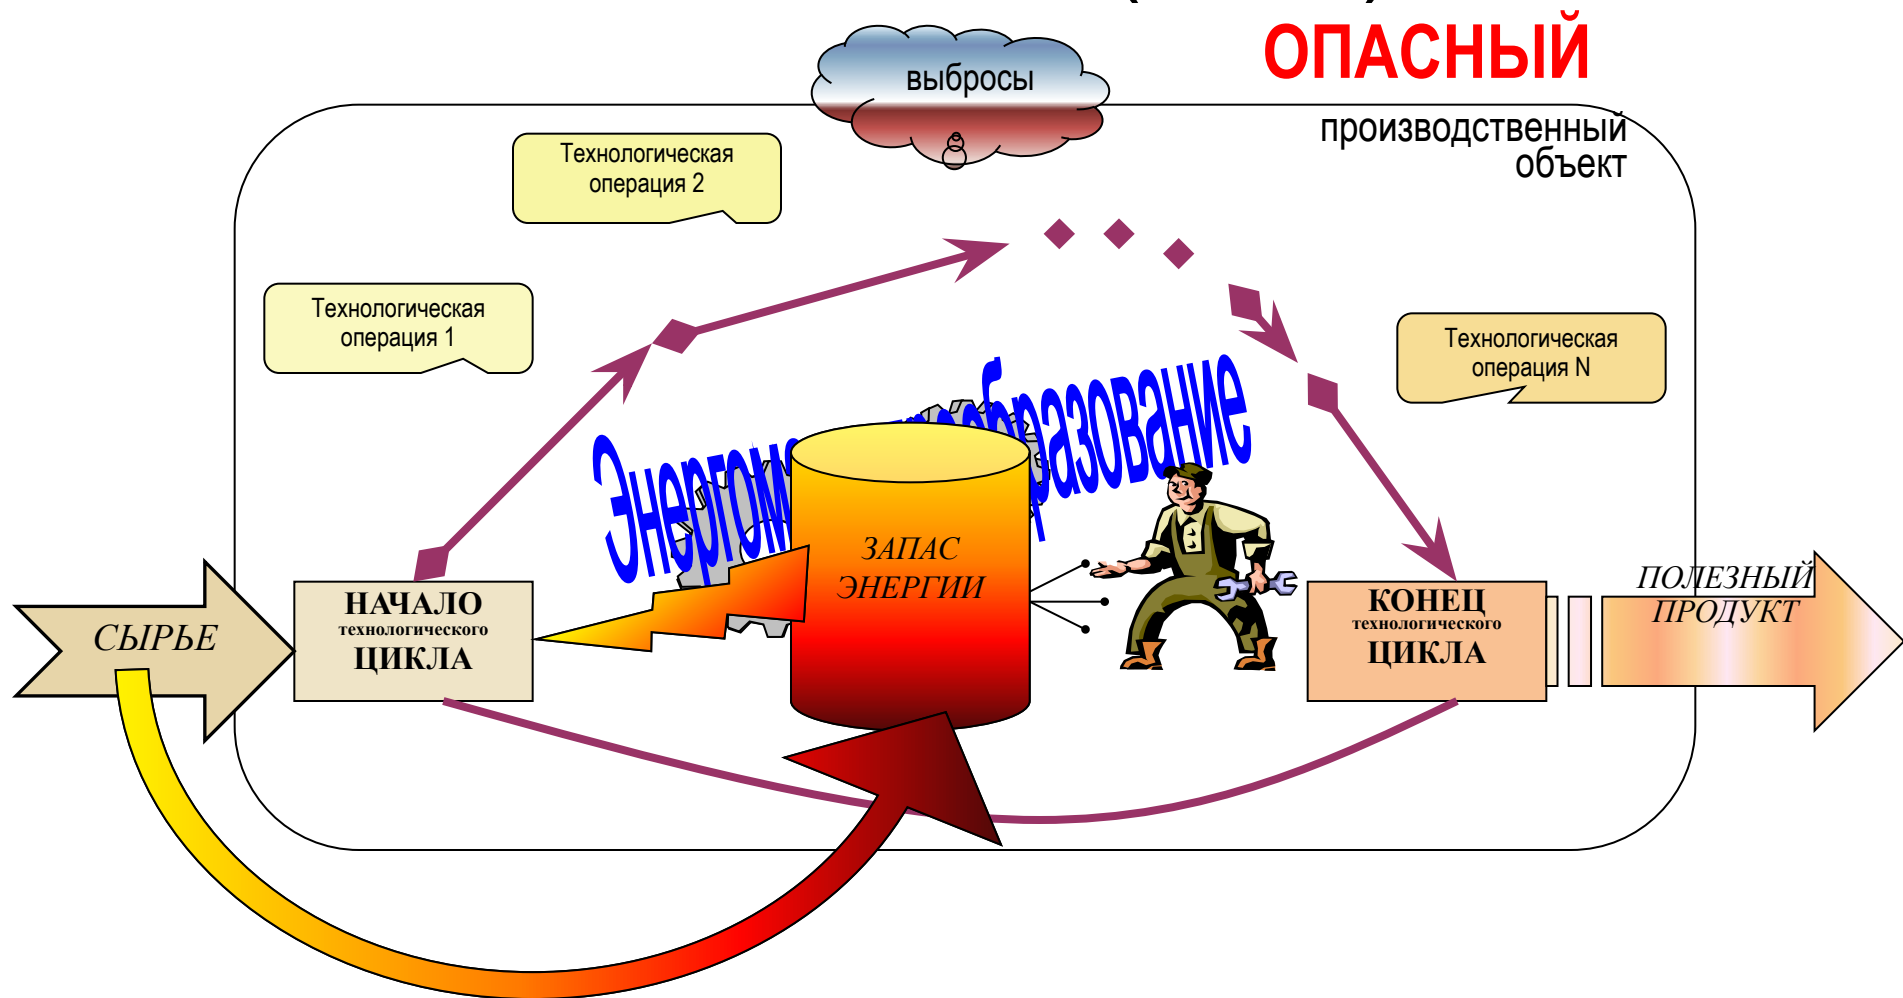 ОПАСНЫЙ
производственный
объект
выбросы
Технологическая
операция 2
Технологическая
операция 1
Технологическая
операция N
ЗАПАС
ЭНЕРГИИ
СЫРЬЕ
НАЧАЛО
технологического
ЦИКЛА
КОНЕЦ
технологического
ЦИКЛА
ПОЛЕЗНЫЙ
ПРОДУКТ